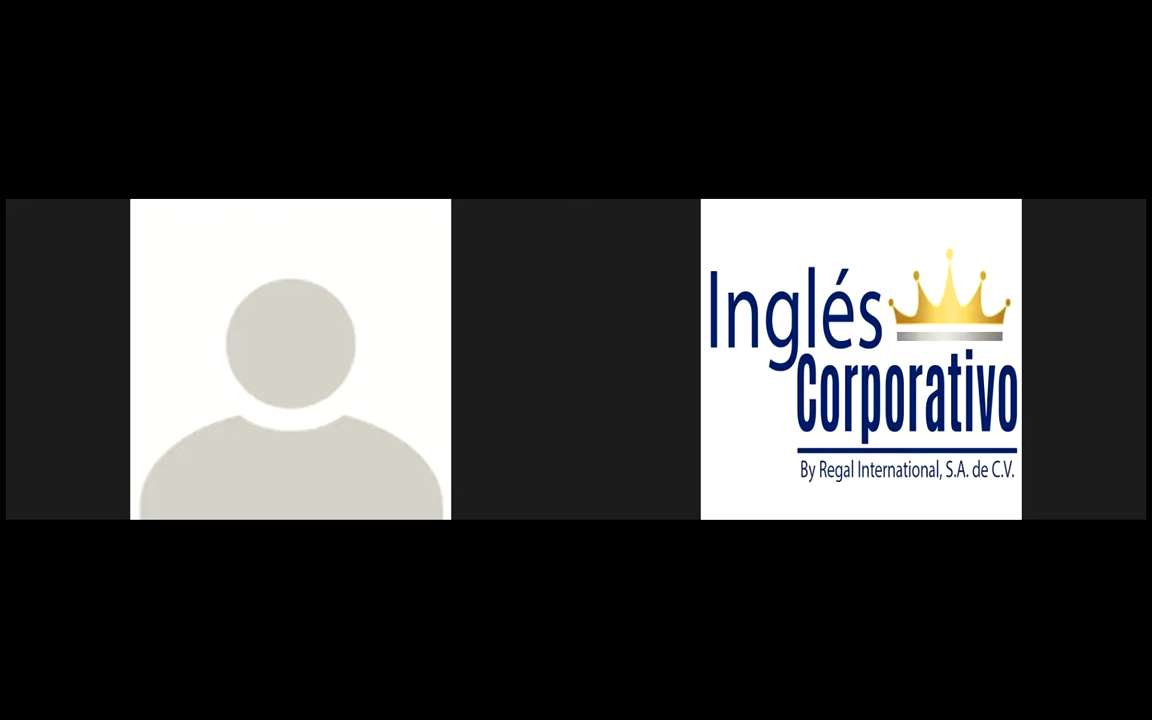 Inglés
Corporativo
By Regal International, S.A. de C.V.